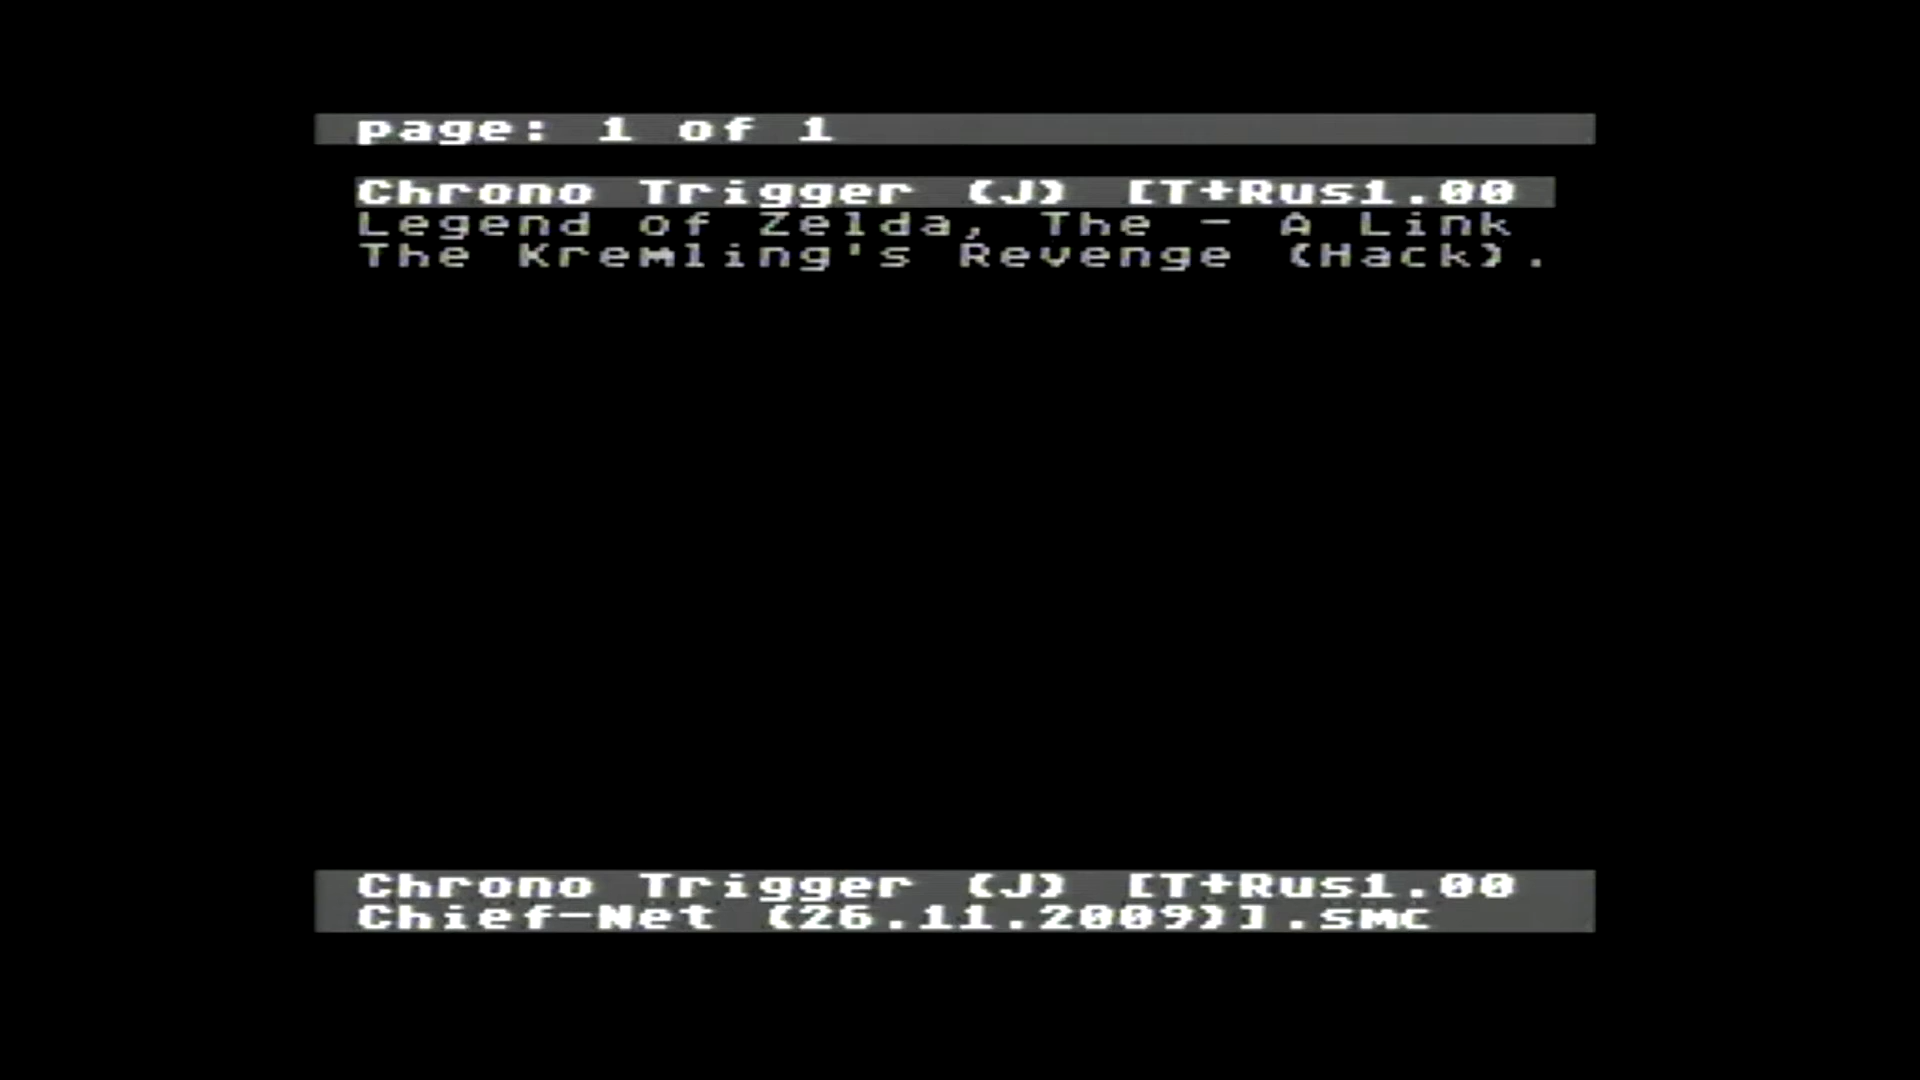 page: 1 of 1
Chrono Trigger (J) [T+Rus1.00
Legend of Zelda, The - A Link
The Kremling's Revenge (Hack).
Chrono Trigger (J) [T+Rus1.00
Chief-Net (26.11.2009)].smc